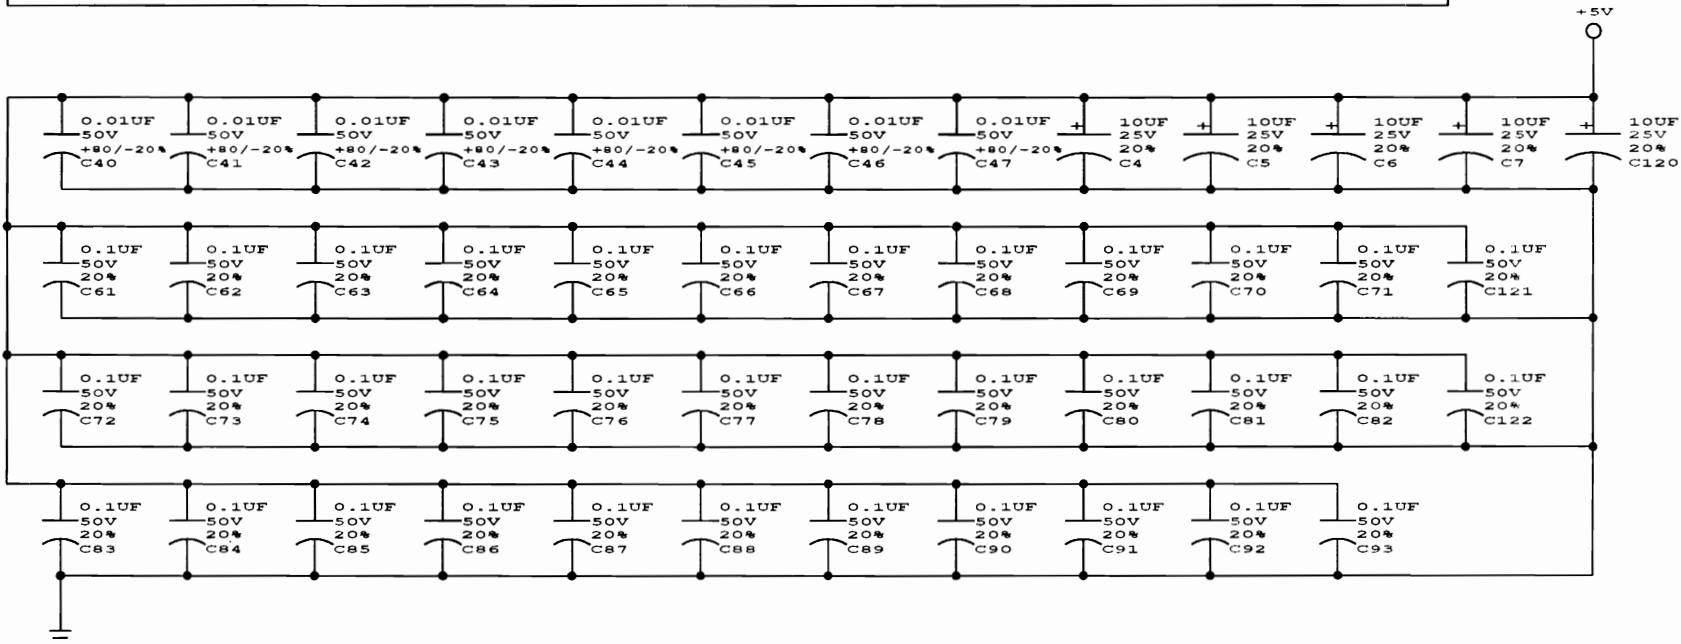 +5V
0.01UF
50V
+80/-20%
C40
0.01UF
50V
+80/-20%
C41
0.01UF
50V
+80/-20%
C42
0.01UF
50V
+80/-20%
C43
0.01UF
50V
+80/-20%
C44
0.01UF
50V
+80/-20%
C45
0.01UF
50V
+80/-20%
C46
0.01UF
50V
+80/-20%
C47
+
10UF
25V
20%
C4
+
10UF
25V
20%
C5
+
10UF
25V
20%
C6
+
10UF
25V
20%
C7
+
10UF
25V
20%
C120
0.1UF
50V
20%
C61
0.1UF
50V
20%
C62
0.1UF
50V
20%
C63
0.1UF
50V
20%
C64
0.1UF
50V
20%
C65
0.1UF
50V
20%
C66
0.1UF
50V
20%
C67
0.1UF
50V
20%
C68
0.1UF
50V
20%
C69
0.1UF
50V
20%
C70
0.1UF
50V
20%
C71
0.1UF
50V
20%
C121
0.1UF
50V
20%
C72
0.1UF
50V
20%
C73
0.1UF
50V
20%
C74
0.1UF
50V
20%
C75
0.1UF
50V
20%
C76
0.1UF
50V
20%
C77
0.1UF
50V
20%
C78
0.1UF
50V
20%
C79
0.1UF
50V
20%
C80
0.1UF
50V
20%
C81
0.1UF
50V
20%
C82
0.1UF
50V
20%
C122
0.1UF
50V
20%
C83
0.1UF
50V
20%
C84
0.1UF
50V
20%
C85
0.1UF
50V
20%
C86
0.1UF
50V
20%
C87
0.1UF
50V
20%
C88
0.1UF
50V
20%
C89
0.1UF
50V
20%
C90
0.1UF
50V
20%
C91
0.1UF
50V
20%
C92
0.1UF
50V
20%
C93